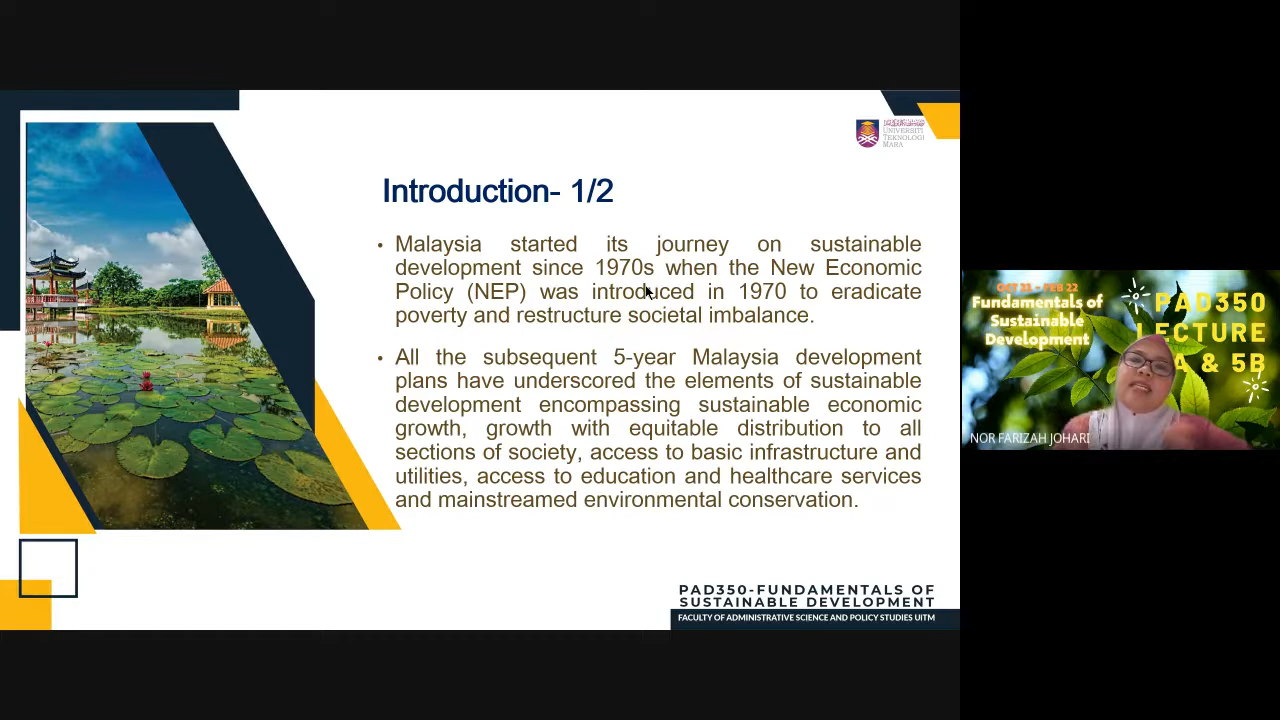 UNIVERSITI
TEKNOLOGI
MARA
Introduction- 1/2
• Malaysia started its journey on sustainable
development since 1970s when the New Economic
Policy (NEP) was introduced in 1970 to eradicate
poverty and restructure societal imbalance.
• All the subsequent 5-year Malaysia development
plans have underscored the elements of sustainable
development encompassing sustainable economic
growth, growth with equitable distribution to all
sections of society, access to basic infrastructure and
utilities, access to education and healthcare services
and mainstreamed environmental conservation.
PAD350-FUNDAMENTALS OF
SUSTAINABLE DEVELOPMENT
FACULTY OF ADMINISTRATIVE SCIENCE AND POLICY STUDIES UITM
Fundamentals of
Sustainable
Development
PAD350
LECTURE
A & 5B
NOR FARIZAH JOHARI